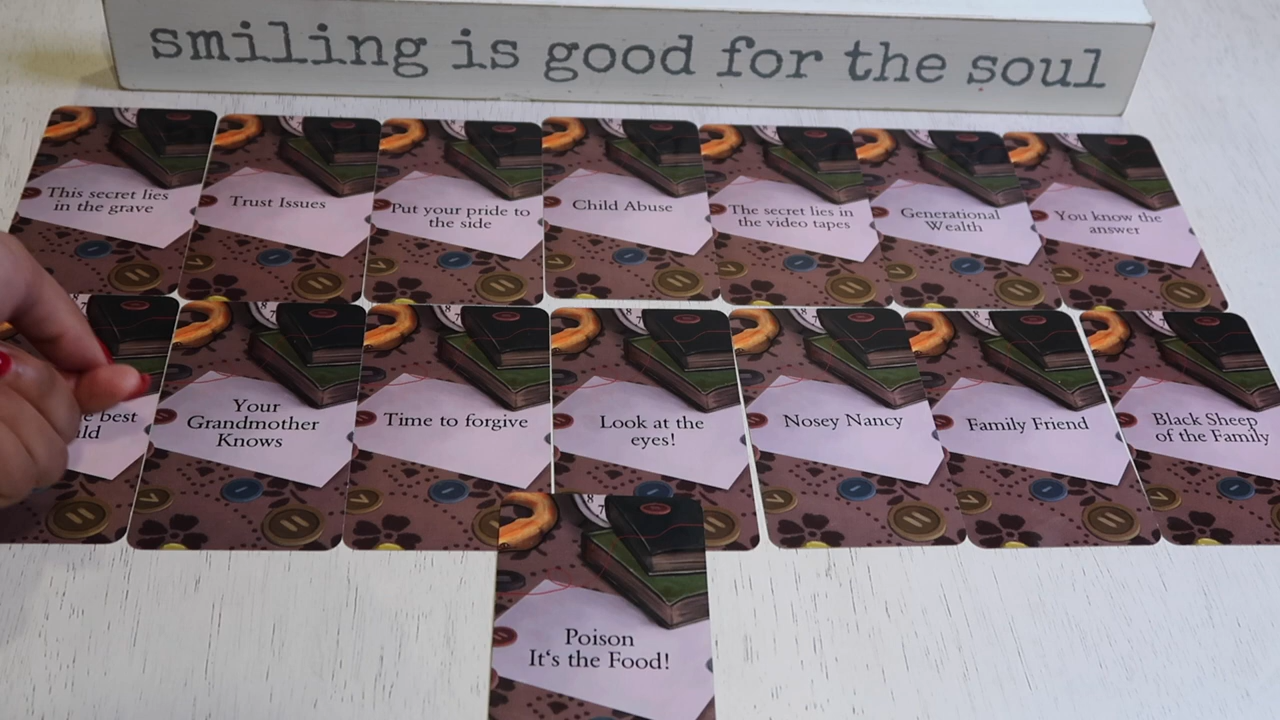 smiling is good for the soul
This secret lies
in the grave
Trust Issues
Put your pride to
the side
Child Abuse
The secret lies in
the video tapes
Generational
Wealth
You know the
answer
best
Your
Grandmother
Knows
Time to forgive
Look at the
eyes!
Nosey Nancy
Family Friend
Black Sheep
of the Family
Poison
It's the Food!